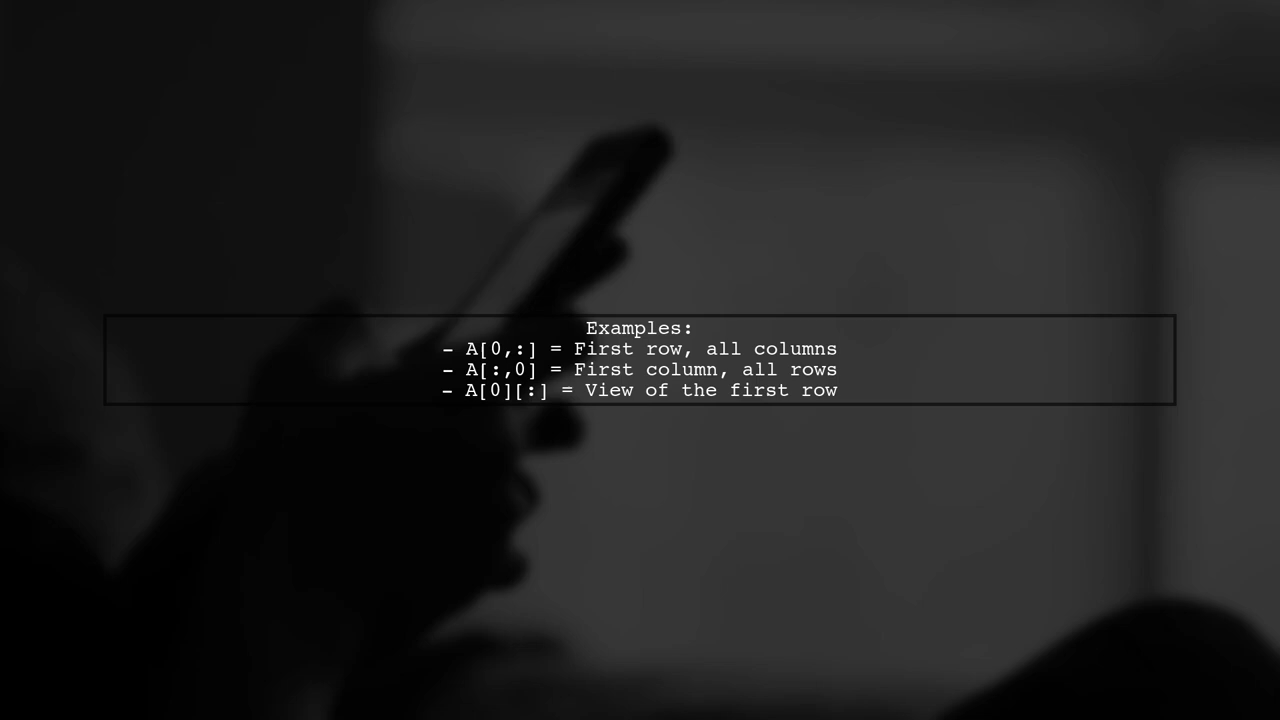 Examples:
- A[0,:] = First row, all columns
- A[:,0] = First column, all rows
- A[0][:] = View of the first row